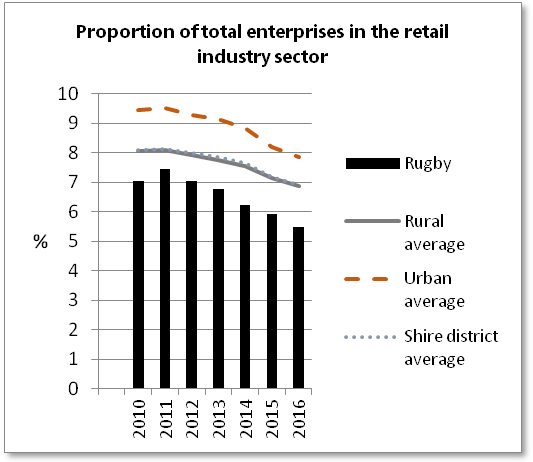 Proportion of total enterprises in the retail
industry sector
10
9
8
7
6
5
4
3
2
1
0
%
2010
2011
2012
2013
2014
2015
2016
Rugby
Rural
average
Urban
average
Shire district
average